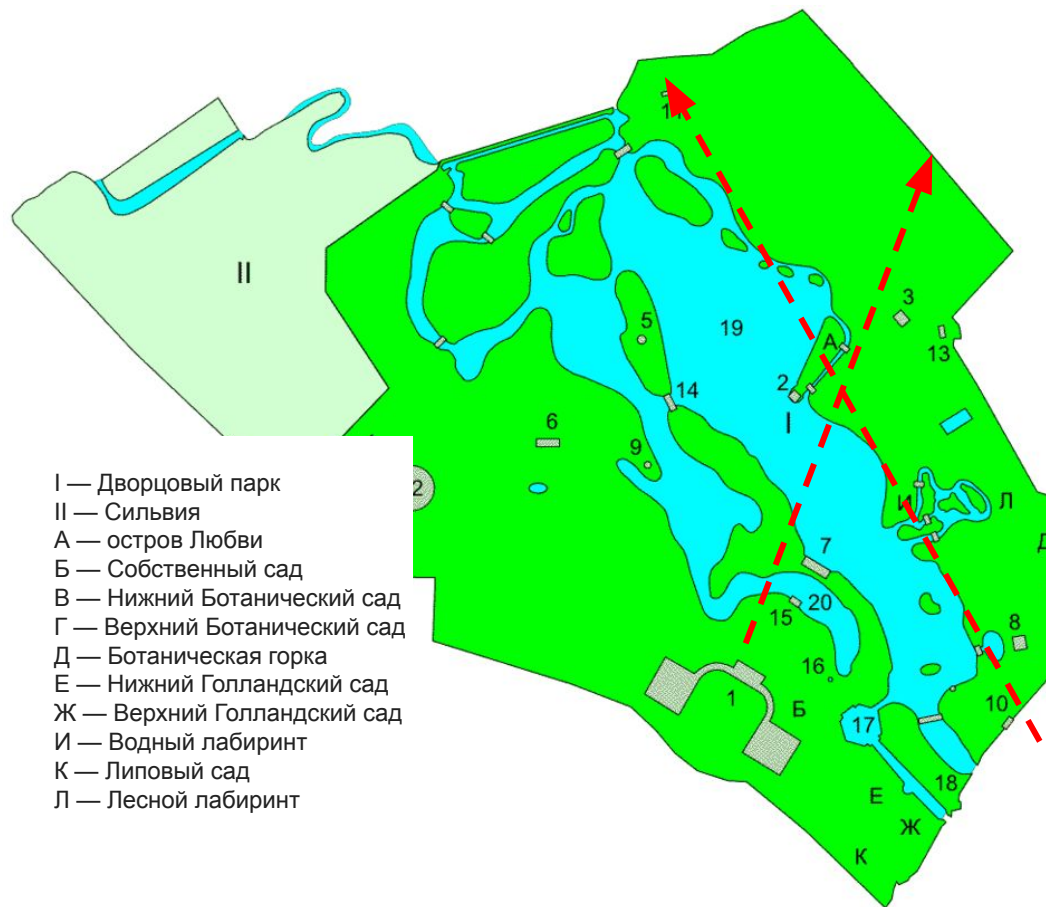 11
II
3
А
5
19
13
2
14
I
6
9
И
Л
2
Д
7
20
15
8
16
1
Б
10
17
18
Е
Ж
К
I — Дворцовый парк
II — Сильвия
А — остров Любви
Б — Собственный сад
В — Нижний Ботанический сад
Г — Верхний Ботанический сад
Д — Ботаническая горка
Е — Нижний Голландский сад
Ж — Верхний Голландский сад
И — Водный лабиринт
К — Липовый сад
Л — Лесной лабиринт